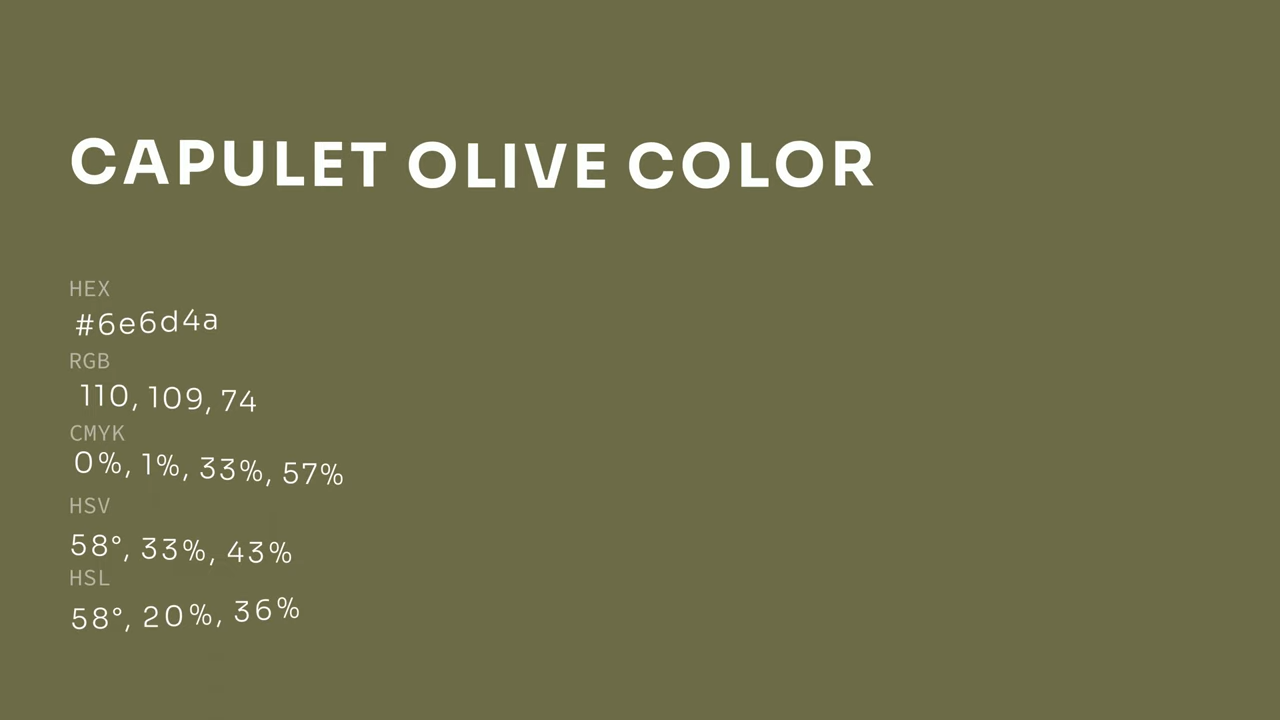 CAPULET OLIVE COLOR
HEX
#6e6d4a
RGB
110, 109, 74
CMYK
0%, 1%, 33%, 57%
HSV
58°, 33%, 43%
HSL
58°, 20%, 36%